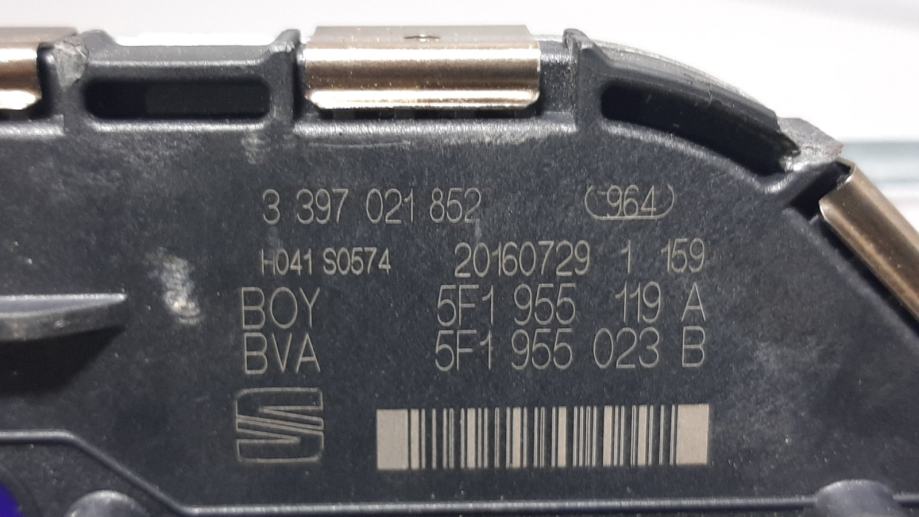 3 397 021 852 964
H041 S0574 20160729 1 159
BOY 5F1 955 119 A
BVA 5F1 955 023 B